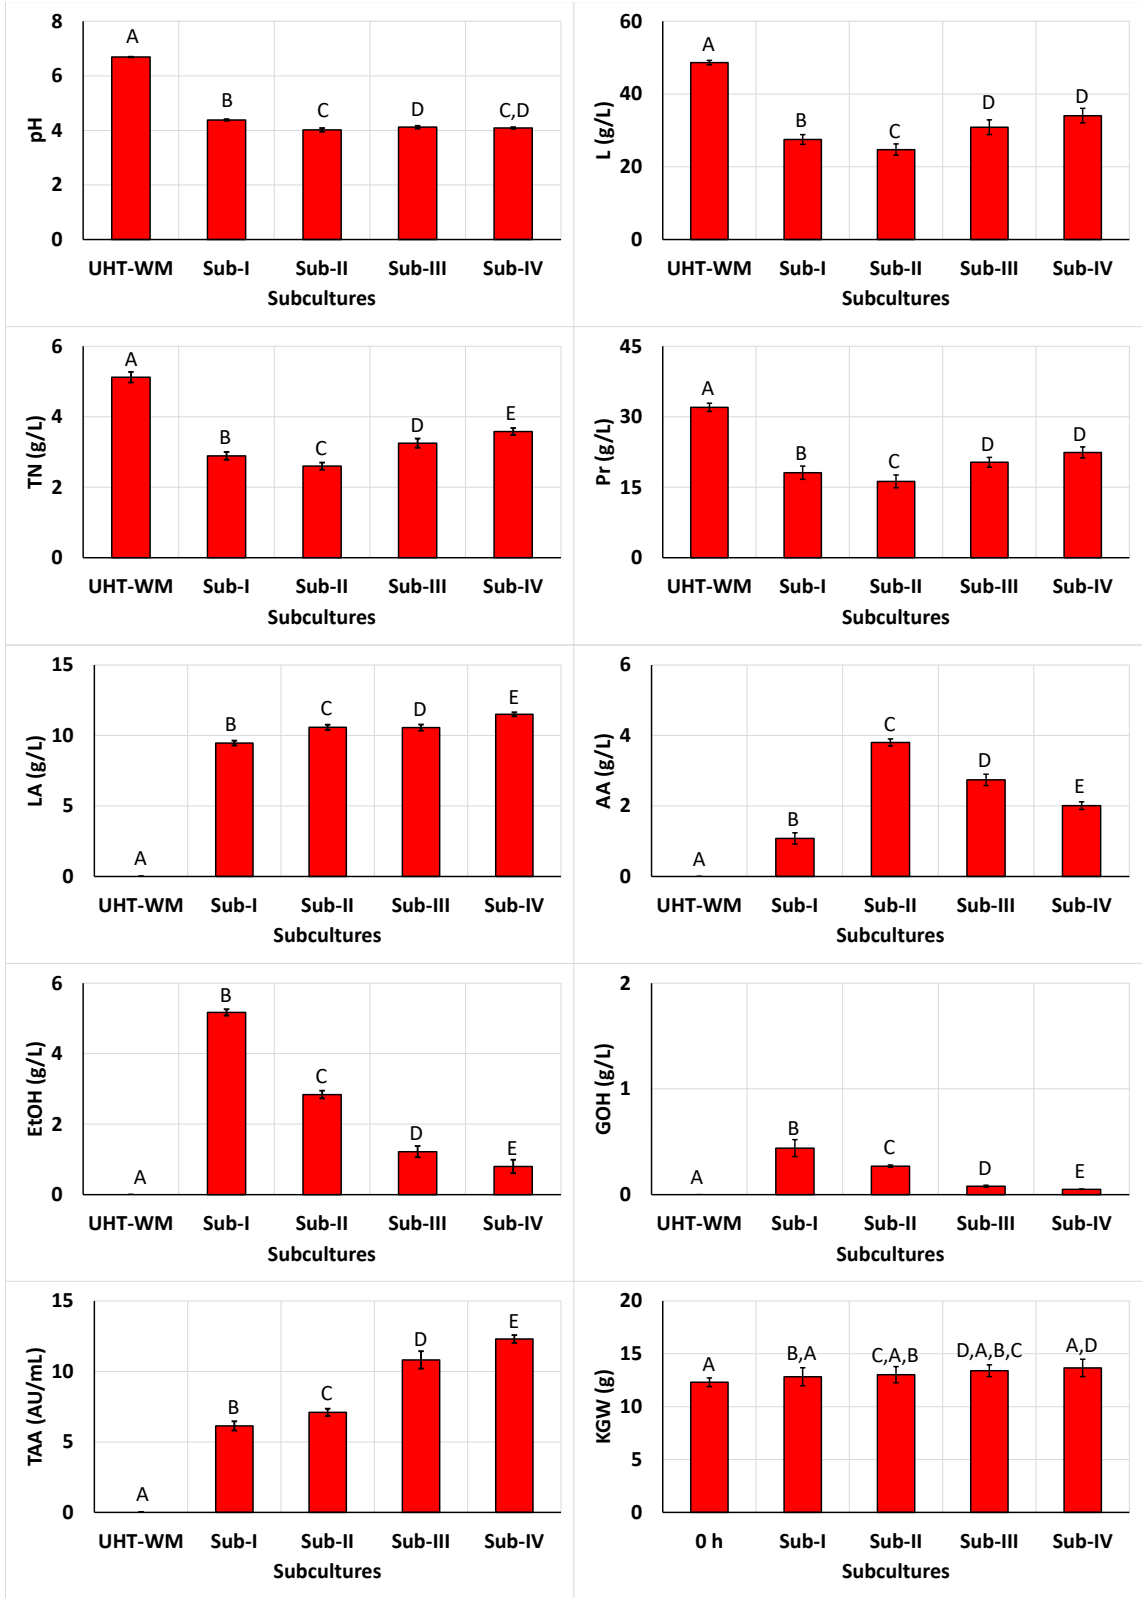 pH
8
6
4
2
0
A
B
C
D
C,D
UHT-WM Sub-I Sub-II Sub-III Sub-IV
Subcultures
L (g/L)
60
40
20
0
A
B
C
D
D
UHT-WM Sub-I Sub-II Sub-III Sub-IV
Subcultures
TN (g/L)
6
4
2
0
A
B
C
D
E
UHT-WM Sub-I Sub-II Sub-III Sub-IV
Subcultures
Pr (g/L)
45
30
15
0
A
B
C
D
D
UHT-WM Sub-I Sub-II Sub-III Sub-IV
Subcultures
LA (g/L)
15
10
5
0
A
B
C
D
E
UHT-WM Sub-I Sub-II Sub-III Sub-IV
Subcultures
AA (g/L)
6
4
2
0
A
B
C
D
E
UHT-WM Sub-I Sub-II Sub-III Sub-IV
Subcultures
EtOH (g/L)
6
4
2
0
A
B
C
D
E
UHT-WM Sub-I Sub-II Sub-III Sub-IV
Subcultures
GOH (g/L)
2
1
0
A
B
C
D
E
UHT-WM Sub-I Sub-II Sub-III Sub-IV
Subcultures
TAA (AU/mL)
15
10
5
0
A
B
C
D
E
UHT-WM Sub-I Sub-II Sub-III Sub-IV
Subcultures
KGW (g)
20
15
10
5
0
A
B,A
C,A,B
D,A,B,C
A,D
0 h Sub-I Sub-II Sub-III Sub-IV
Subcultures